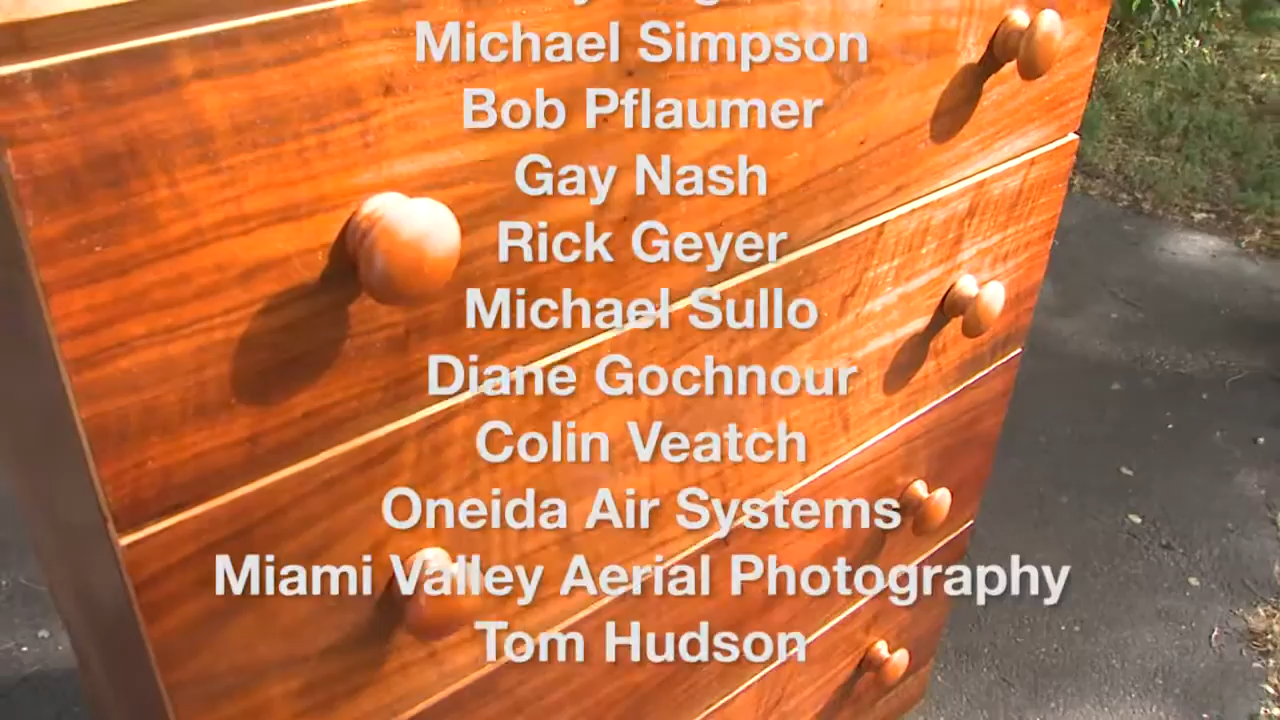 Michael Simpson
Bob Pflaumer
Gay Nash
Rick Geyer
Michael Sullo
Diane Gochnour
Colin Veatch
Oneida Air Systems
Miami Valley Aerial Photography
Tom Hudson